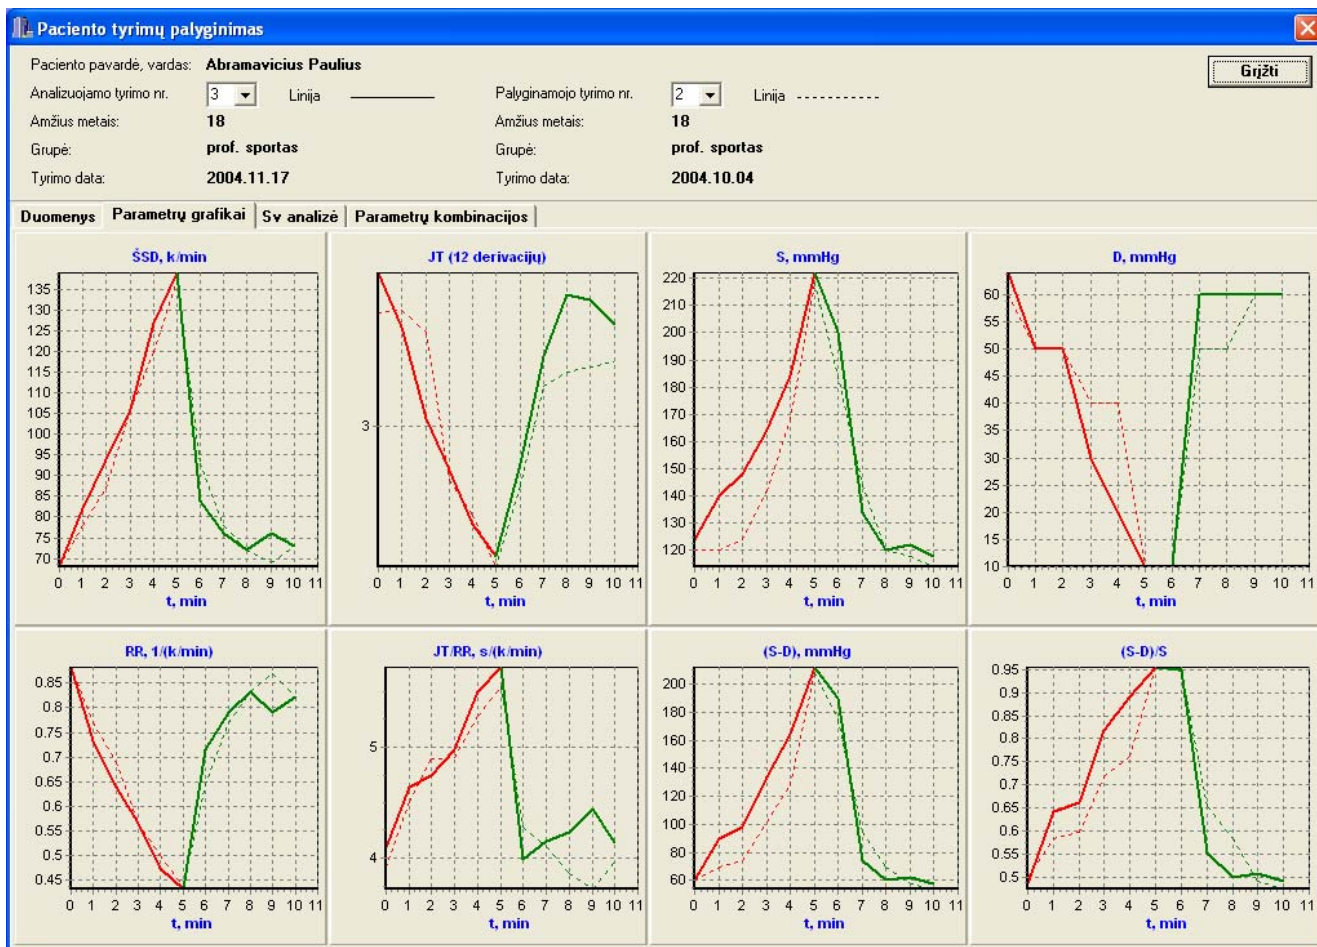 Paciento tyrimų palyginimas
Paciento pavardė, vardas: Abramavicius Paulius
Grįžti
Analizuojamo tyrimo nr. 3 Linija Palyginamojo tyrimo nr. 2 Linija
Amžius metais: 18 Amžius metais: 18
Grupė: prof. sportas Grupė: prof. sportas
Tyrimo data: 2004.11.17 Tyrimo data: 2004.10.04
Duomenys Parametrų grafikai Sv analizė Parametrų kombinacijos
ŠSD, k/min
135
130
125
120
115
110
105
100
95
90
85
80
75
70
0 1 2 3 4 5 6 7 8 9 10 11
t, min
JT (12 derivacijų)
3
0 1 2 3 4 5 6 7 8 9 10 11
t, min
S, mmHg
220
210
200
190
180
170
160
150
140
130
120
0 1 2 3 4 5 6 7 8 9 10 11
t, min
D, mmHg
60
55
50
45
40
35
30
25
20
15
10
0 1 2 3 4 5 6 7 8 9 10 11
t, min
RR, 1/(k/min)
0.85
0.8
0.75
0.7
0.65
0.6
0.55
0.5
0.45
0 1 2 3 4 5 6 7 8 9 10 11
t, min
JT/RR, s/(k/min)
5
4
0 1 2 3 4 5 6 7 8 9 10 11
t, min
(S-D), mmHg
200
180
160
140
120
100
80
60
0 1 2 3 4 5 6 7 8 9 10 11
t, min
(S-D)/S
0.95
0.9
0.85
0.8
0.75
0.7
0.65
0.6
0.55
0.5
0 1 2 3 4 5 6 7 8 9 10 11
t, min